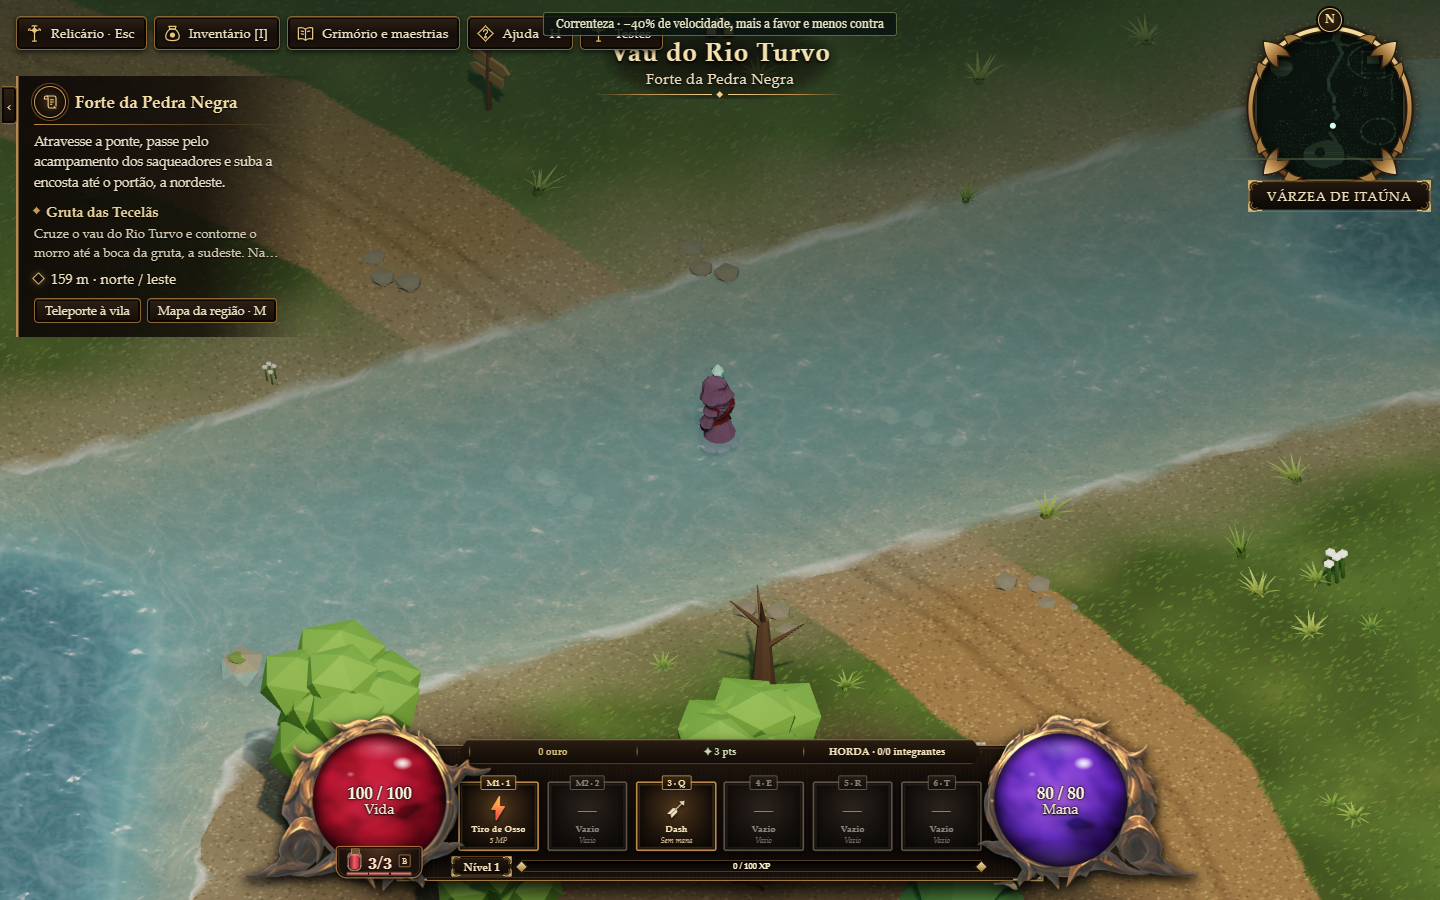 Relicário · Esc
Inventário [I]
Grimório e maestrias
Ajuda · H
Testes
Correnteza · −40% de velocidade, mais a favor e menos contra
Vau do Rio Turvo
Forte da Pedra Negra
N
VÁRZEA DE ITAÚNA
Forte da Pedra Negra
Atravesse a ponte, passe pelo
acampamento dos saqueadores e suba a
encosta até o portão, a nordeste.
Gruta das Tecelãs
Cruze o vau do Rio Turvo e contorne o
morro até a boca da gruta, a sudeste. Na…
159 m · norte / leste
Teleporte à vila
Mapa da região · M
0 ouro
3 pts
HORDA · 0/0 integrantes
100 / 100
Vida
3/3
B
M1 · 1
Tiro de Osso
5 MP
M2 · 2
Vazio
Vazio
3 · Q
Dash
Sem mana
4 · E
Vazio
Vazio
5 · R
Vazio
Vazio
6 · T
Vazio
Vazio
80 / 80
Mana
Nível 1
0 / 100 XP